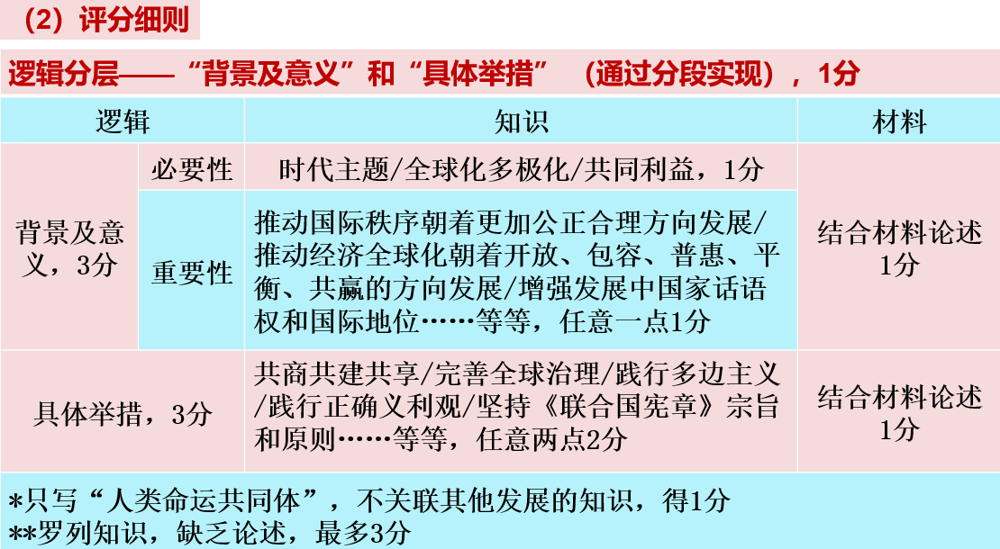 （2）评分细则
逻辑分层——“背景及意义”和“具体举措”（通过分段实现），1分
逻辑
知识
材料
背景及意
义，3分
必要性
时代主题/全球化多极化/共同利益，1分
重要性
推动国际秩序朝着更加公正合理方向发展/
推动经济全球化朝着开放、包容、普惠、平
衡、共赢的方向发展/增强发展中国家话语
权和国际地位……等等，任意一点1分
结合材料论述
1分
具体举措，3分
共商共建共享/完善全球治理/践行多边主义
/践行正确义利观/坚持《联合国宪章》宗旨
和原则……等等，任意两点2分
结合材料论述
1分
*只写“人类命运共同体”，不关联其他发展的知识，得1分
**罗列知识，缺乏论述，最多3分